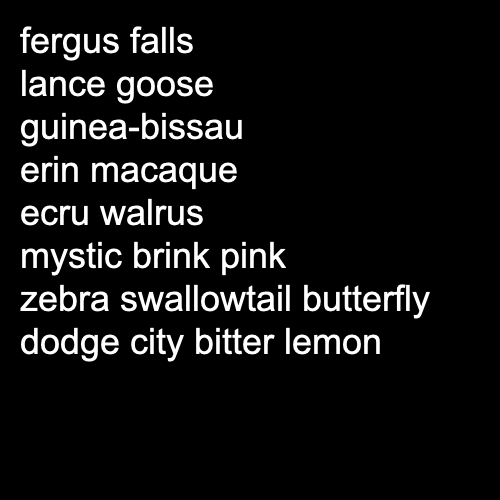 fergus falls
lance goose
guinea-bissau
erin macaque
ecru walrus
mystic brink pink
zebra swallowtail butterfly
dodge city bitter lemon